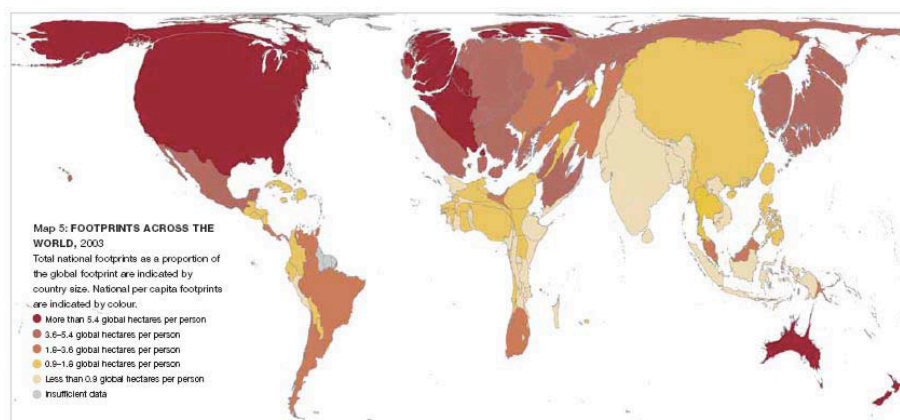 Map 5: FOOTPRINTS ACROSS THE
WORLD, 2003
Total national footprints as a proportion
of the global footprint are indicated by
country size. National per capita footprints
are indicated by colour.
More than 5.4 global hectares per person
3.6–5.4 global hectares per person
1.8–3.6 global hectares per person
0.9–1.8 global hectares per person
Less than 0.9 global hectares per person
Insufficient data